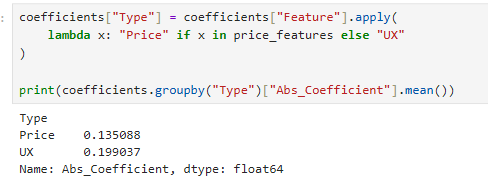 :
coefficients["Type"] = coefficients["Feature"].apply(
    lambda x: "Price" if x in price_features else "UX"
)

print(coefficients.groupby("Type")["Abs_Coefficient"].mean())
Type
Price    0.135088
UX       0.199037
Name: Abs_Coefficient, dtype: float64